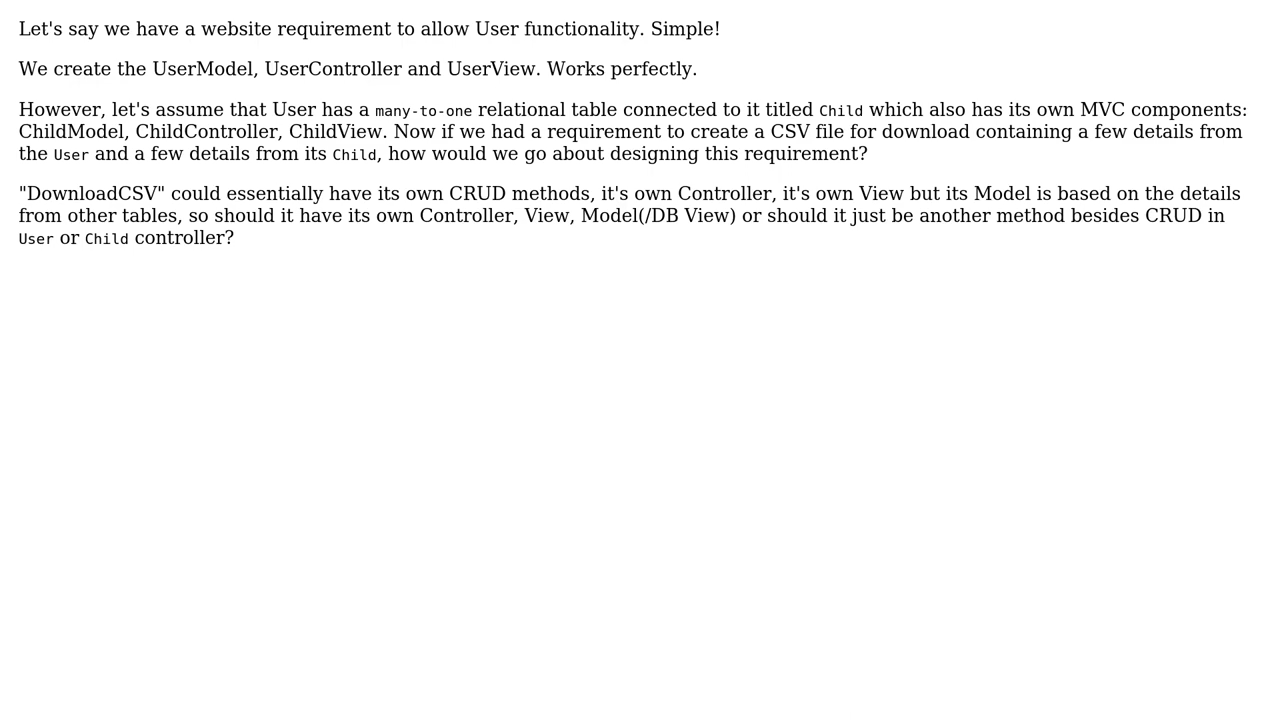 Let's say we have a website requirement to allow User functionality. Simple!
We create the UserModel, UserController and UserView. Works perfectly.
However, let's assume that User has a many-to-one relational table connected to it titled Child which also has its own MVC components:
ChildModel, ChildController, ChildView. Now if we had a requirement to create a CSV file for download containing a few details from
the User and a few details from its Child, how would we go about designing this requirement?
"DownloadCSV" could essentially have its own CRUD methods, it's own Controller, it's own View but its Model is based on the details
from other tables, so should it have its own Controller, View, Model(/DB View) or should it just be another method besides CRUD in
User or Child controller?